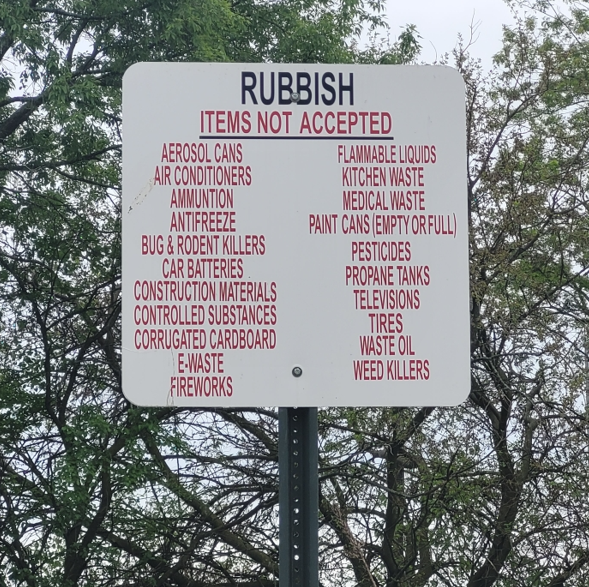 RUBBISH
ITEMS NOT ACCEPTED
AEROSOL CANS
AIR CONDITIONERS
AMMUNTION
ANTIFREEZE
BUG & RODENT KILLERS
CAR BATTERIES
CONSTRUCTION MATERIALS
CONTROLLED SUBSTANCES
CORRUGATED CARDBOARD
E-WASTE
FIREWORKS
FLAMMABLE LIQUIDS
KITCHEN WASTE
MEDICAL WASTE
PAINT CANS (EMPTY OR FULL)
PESTICIDES
PROPANE TANKS
TELEVISIONS
TIRES
WASTE OIL
WEED KILLERS